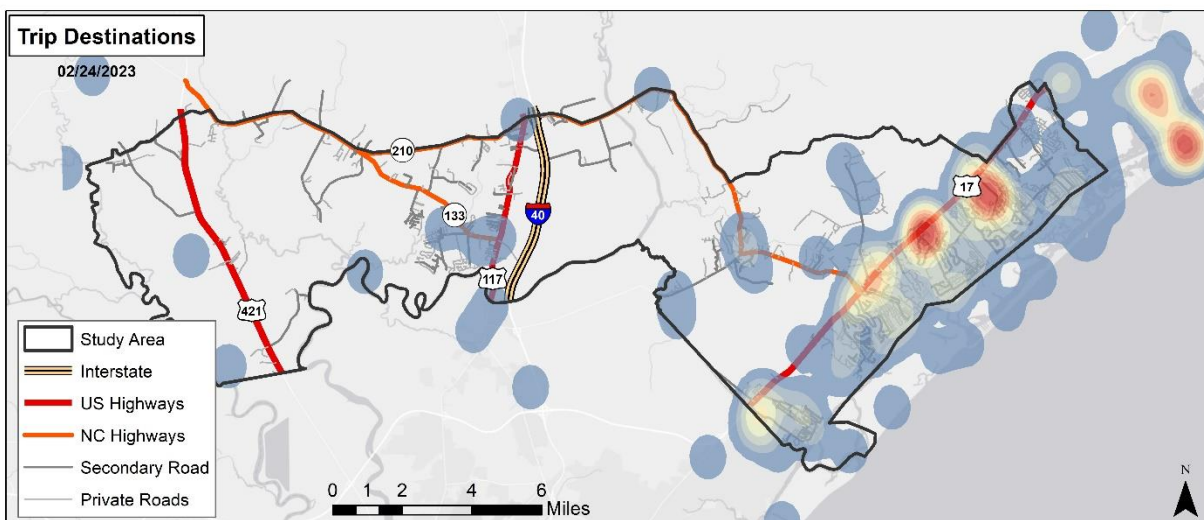 Trip Destinations
02/24/2023
210
17
133
40
117
421
Study Area
Interstate
US Highways
NC Highways
Secondary Road
Private Roads
0 1 2 4 6
Miles
N